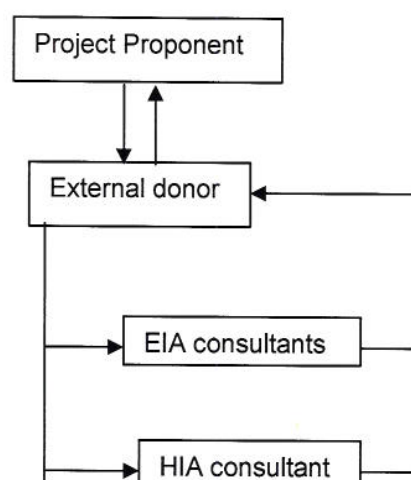 Project Proponent
External donor
EIA consultants
HIA consultant